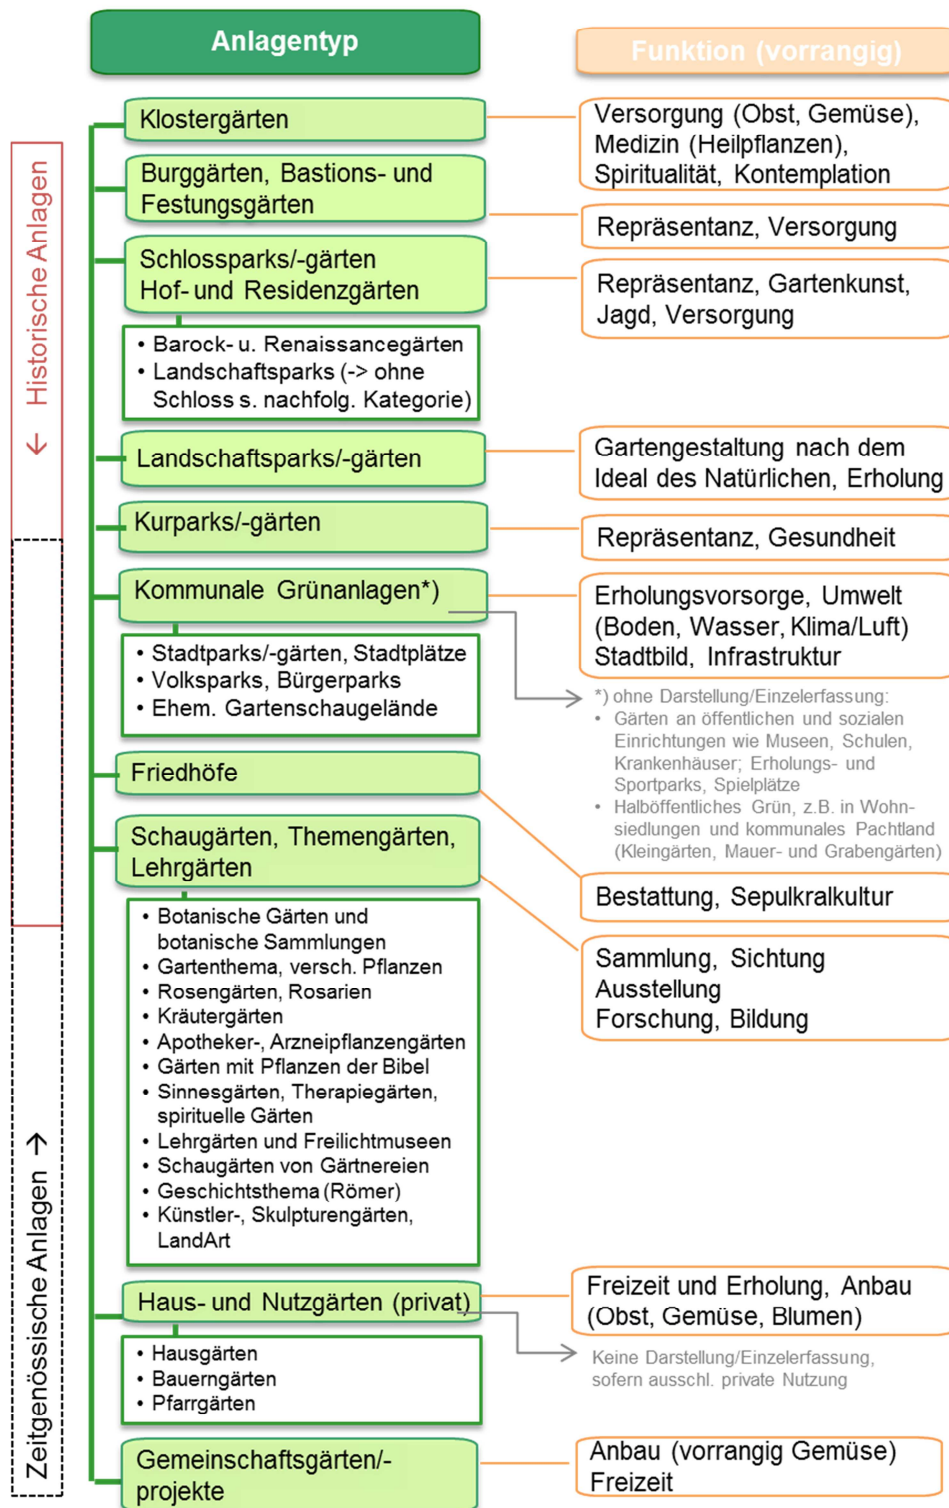 Anlagentyp
Funktion (vorrangig)
← Historische Anlagen
Zeitgenössische Anlagen →
Klostergärten
Versorgung (Obst, Gemüse),
Medizin (Heilpflanzen),
Spiritualität, Kontemplation
Burggärten, Bastions- und
Festungsgärten
Repräsentanz, Versorgung
Schlossparks/-gärten
Hof- und Residenzgärten
Repräsentanz, Gartenkunst,
Jagd, Versorgung
• Barock- u. Renaissancegärten
• Landschaftsparks (-> ohne
Schloss s. nachfolg. Kategorie)
Landschaftsparks/-gärten
Gartengestaltung nach dem
Ideal des Natürlichen, Erholung
Kurparks/-gärten
Repräsentanz, Gesundheit
Kommunale Grünanlagen*)
Erholungsvorsorge, Umwelt
(Boden, Wasser, Klima/Luft)
Stadtbild, Infrastruktur
• Stadtparks/-gärten, Stadtplätze
• Volksparks, Bürgerparks
• Ehem. Gartenschaugelände
*) ohne Darstellung/Einzelerfassung:
• Gärten an öffentlichen und sozialen
Einrichtungen wie Museen, Schulen,
Krankenhäuser; Erholungs- und
Sportparks, Spielplätze
• Halböffentliches Grün, z.B. in Wohn-
siedlungen und kommunales Pachtland
(Kleingärten, Mauer- und Grabengärten)
Friedhöfe
Bestattung, Sepulkralkultur
Schaugärten, Themengärten,
Lehrgärten
Sammlung, Sichtung
Ausstellung
Forschung, Bildung
• Botanische Gärten und
botanische Sammlungen
• Gartenthema, versch. Pflanzen
• Rosengärten, Rosarien
• Kräutergärten
• Apotheker-, Arzneipflanzengärten
• Gärten mit Pflanzen der Bibel
• Sinnesgärten, Therapiegärten,
spirituelle Gärten
• Lehrgärten und Freilichtmuseen
• Schaugärten von Gärtnereien
• Geschichtsthema (Römer)
• Künstler-, Skulpturengärten,
LandArt
Haus- und Nutzgärten (privat)
Freizeit und Erholung, Anbau
(Obst, Gemüse, Blumen)
• Hausgärten
• Bauerngärten
• Pfarrgärten
Keine Darstellung/Einzelerfassung,
sofern ausschl. private Nutzung
Gemeinschaftsgärten/-
projekte
Anbau (vorrangig Gemüse)
Freizeit